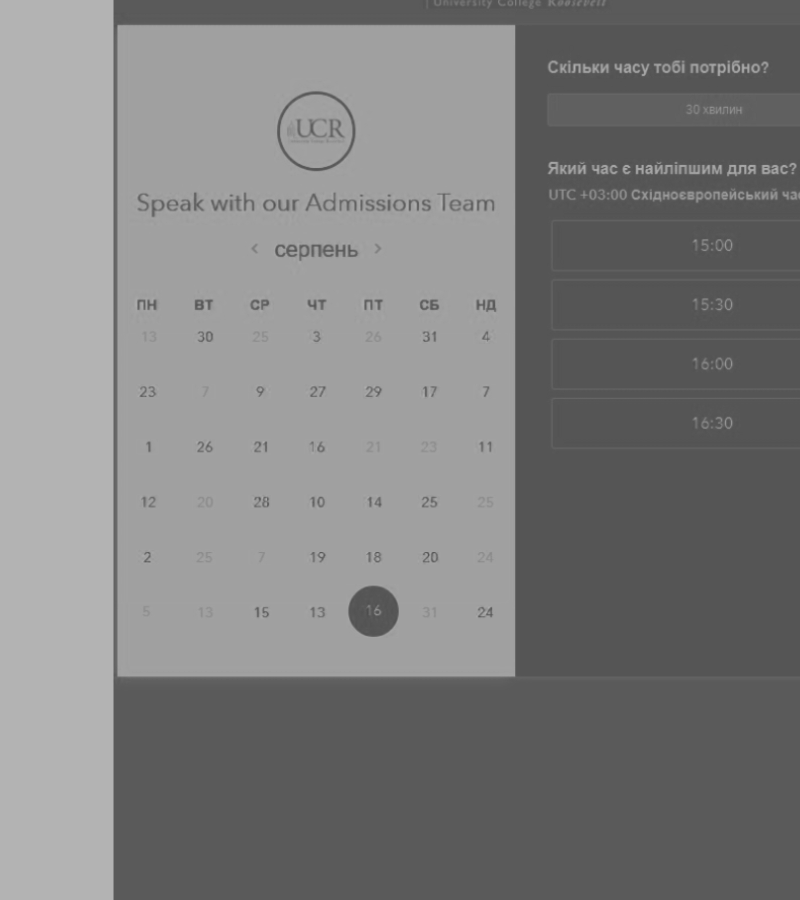 University College Roosevelt
UCR
Speak with our Admissions Team
< серпень >
ПН ВТ СР ЧТ ПТ СБ НД
13 30 25 3 26 31 4
23 7 9 27 29 17 7
1 26 21 16 21 23 11
12 20 28 10 14 25 25
2 25 7 19 18 20 24
5 13 15 13 16 31 24
Скільки часу тобі потрібно?
30 хвилин
Який час є найліпшим для вас?
UTC +03:00 Східноєвропейський час
15:00
15:30
16:00
16:30